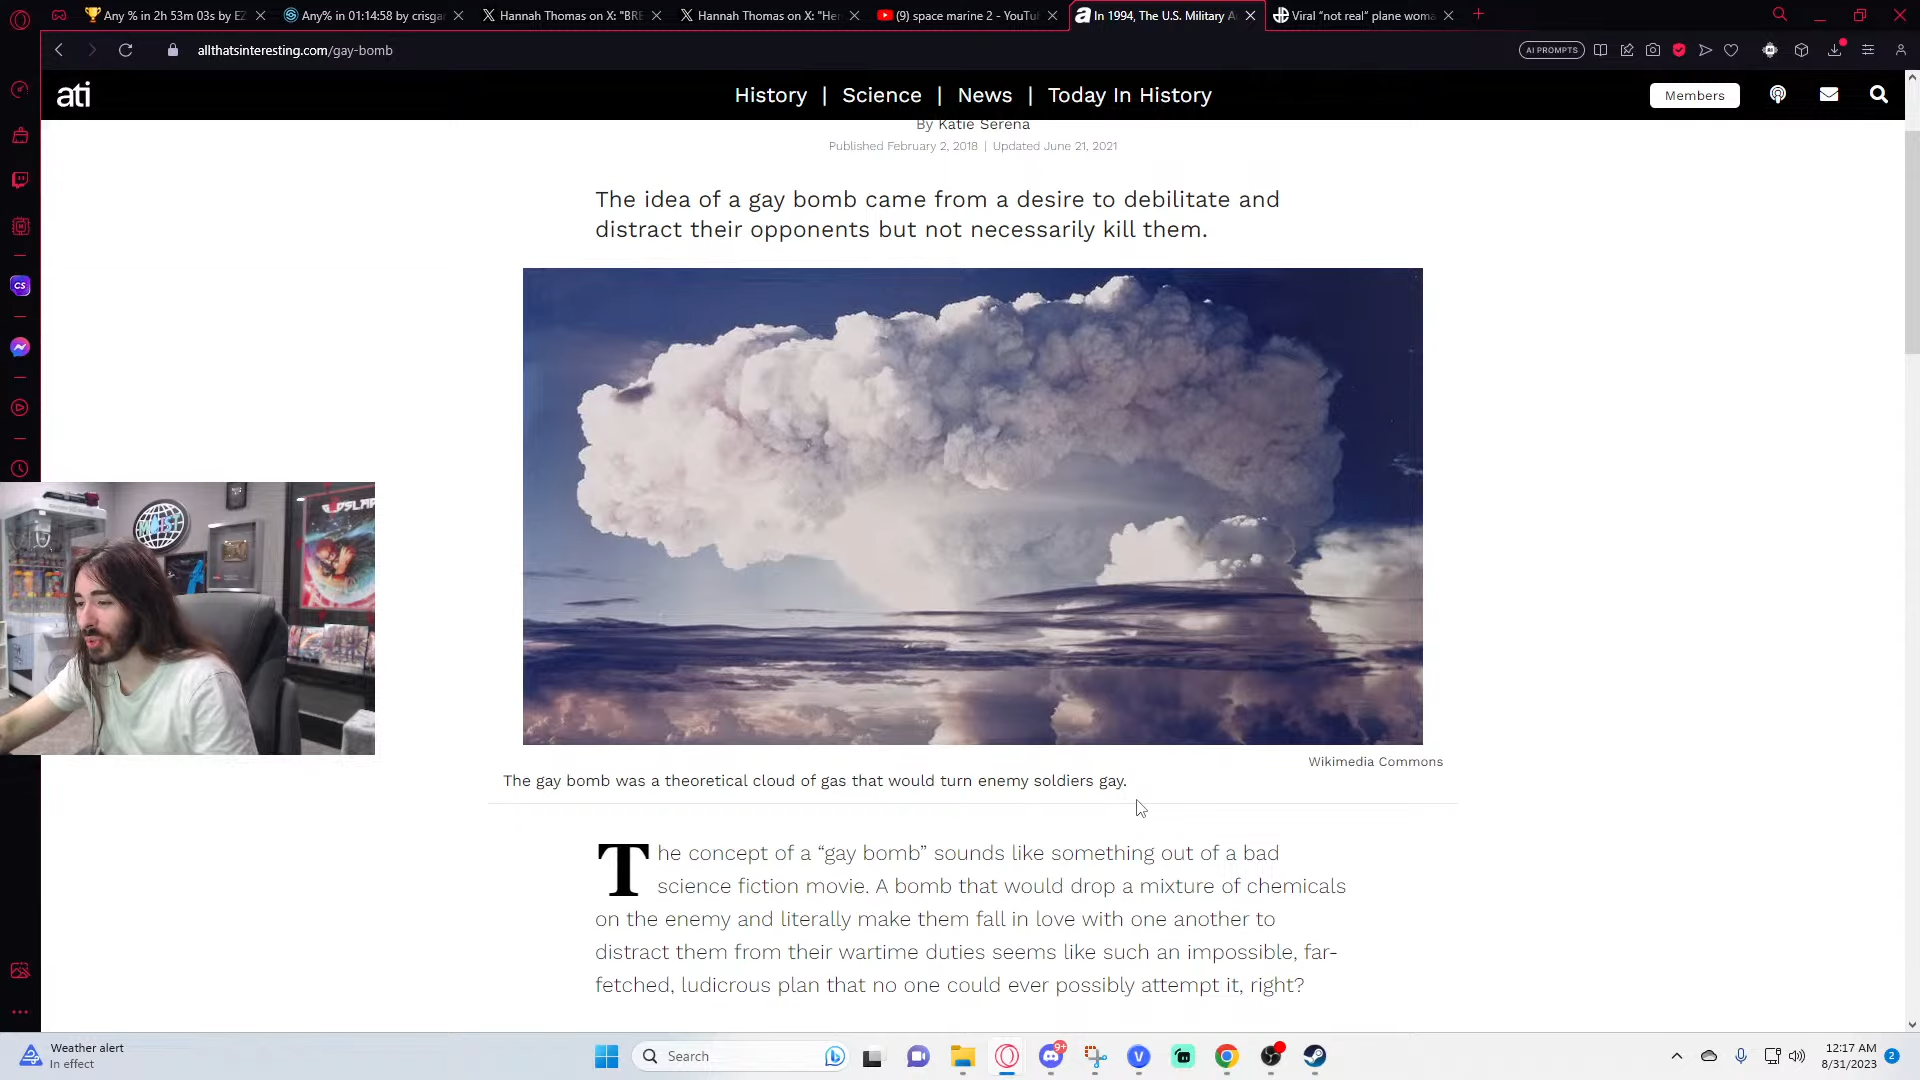 Any % in 2h 53m 03s by EZ
Any% in 01:14:58 by crisga
Hannah Thomas on X: "BRE
Hannah Thomas on X: "Her
(9) space marine 2 - YouTu
In 1994, The U.S. Military A
Viral "not real" plane woma
allthatsinteresting.com/gay-bomb
AI PROMPTS
ati
History | Science | News | Today In History
Members
By Katie Serena
Published February 2, 2018 | Updated June 21, 2021
The idea of a gay bomb came from a desire to debilitate and
distract their opponents but not necessarily kill them.
CS
MOIST
Wikimedia Commons
The gay bomb was a theoretical cloud of gas that would turn enemy soldiers gay.
The concept of a “gay bomb” sounds like something out of a bad
science fiction movie. A bomb that would drop a mixture of chemicals
on the enemy and literally make them fall in love with one another to
distract them from their wartime duties seems like such an impossible, far-
fetched, ludicrous plan that no one could ever possibly attempt it, right?
Weather alert
In effect
Search
9+
12:17 AM
8/31/2023
2